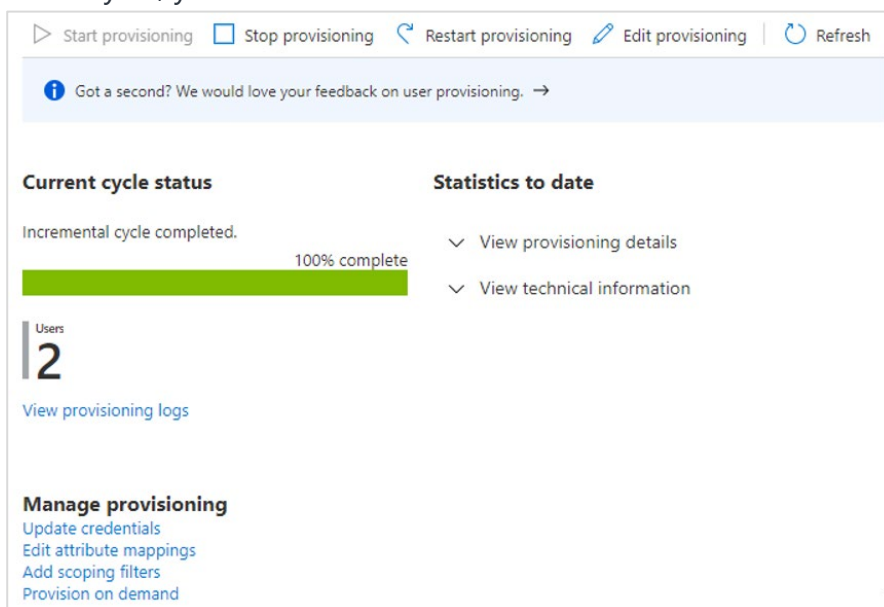 Start provisioning Stop provisioning Restart provisioning Edit provisioning Refresh
Got a second? We would love your feedback on user provisioning. →
Current cycle status
Incremental cycle completed.
100% complete
Users
2
View provisioning logs
Statistics to date
View provisioning details
View technical information
Manage provisioning
Update credentials
Edit attribute mappings
Add scoping filters
Provision on demand